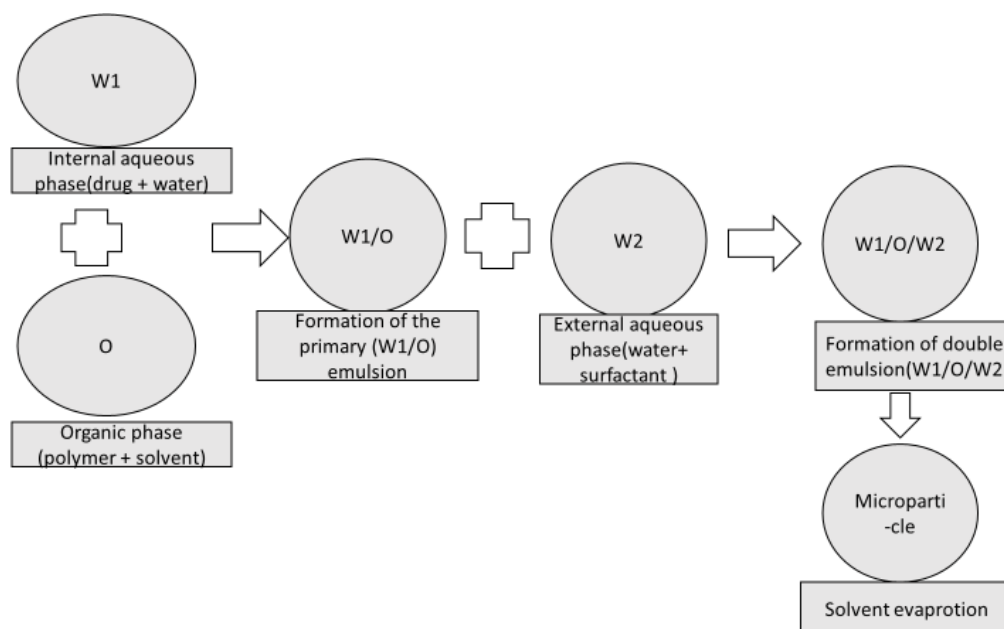 W1
Internal aqueous
phase(drug + water)
O
Organic phase
(polymer + solvent)
W1/O
Formation of the
primary (W1/O)
emulsion
W2
External aqueous
phase(water+
surfactant )
W1/O/W2
Formation of double
emulsion(W1/O/W2
Microparti
-cle
Solvent evaprotion